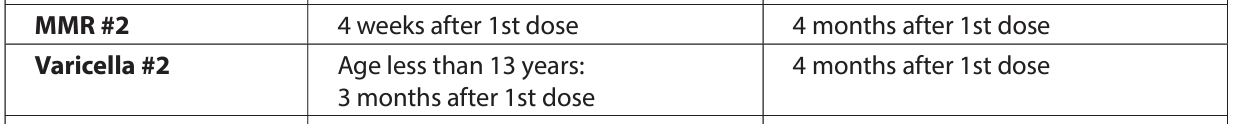 MMR #2 4 weeks after 1st dose 4 months after 1st dose
Varicella #2 Age less than 13 years: 4 months after 1st dose
3 months after 1st dose